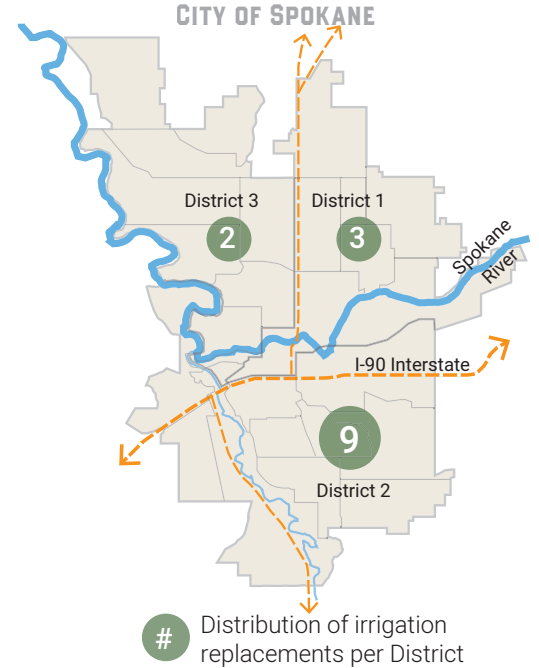 CITY OF SPOKANE
District 3
2
District 1
3
Spokane
River
I-90 Interstate
9
District 2
# Distribution of irrigation
replacements per District